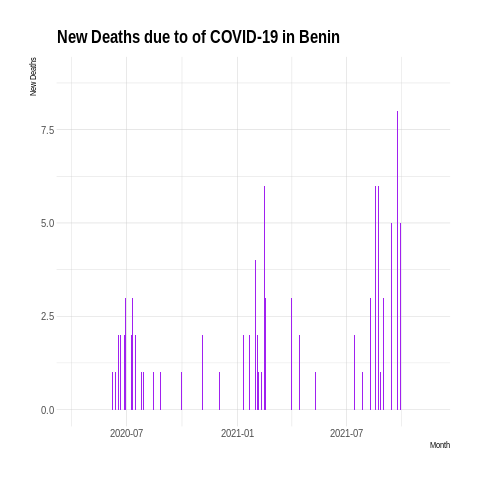 New Deaths due to of COVID-19 in Benin
New Deaths
7.5
5.0
2.5
0.0
2020-07
2021-01
2021-07
Month